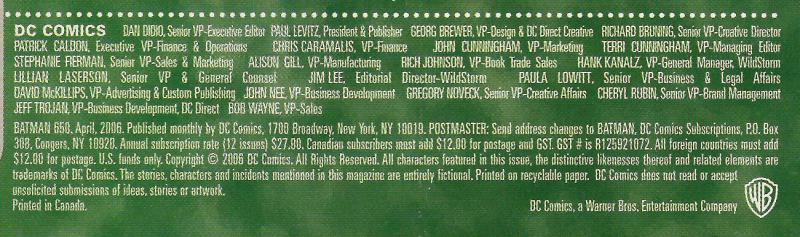 DC COMICS DAN DIDIO, Senior VP-Executive Editor PAUL LEVITZ, President & Publisher GEORG BREWER, VP-Design & DC Direct Creative RICHARD BRUNING, Senior VP-Creative Director
PATRICK CALDON, Executive VP-Finance & Operations CHRIS CARAMALIS, VP-Finance JOHN CUNNINGHAM, VP-Marketing TERRI CUNNINGHAM, VP-Managing Editor
STEPHANIE FIERMAN, Senior VP-Sales & Marketing ALISON GILL, VP-Manufacturing RICH JOHNSON, VP-Book Trade Sales HANK KANALZ, VP-General Manager, WildStorm
LILLIAN LASERSON, Senior VP & General Counsel JIM LEE, Editorial Director-WildStorm PAULA LOWITT, Senior VP-Business & Legal Affairs
DAVID McKILLIPS, VP-Advertising & Custom Publishing JOHN NEE, VP-Business Development GREGORY NOVECK, Senior VP-Creative Affairs CHERYL RUBIN, Senior VP-Brand Management
JEFF TROJAN, VP-Business Development, DC Direct BOB WAYNE, VP-Sales
BATMAN 650, April, 2006. Published monthly by DC Comics, 1700 Broadway, New York, NY 10019. POSTMASTER: Send address changes to BATMAN, DC Comics Subscriptions, P.O. Box
308, Congers, NY 10920. Annual subscription rate (12 issues) $27.00. Canadian subscribers must add $12.00 for postage and GST. GST # is R125921072. All foreign countries must add
$12.00 for postage. U.S. funds only. Copyright © 2006 DC Comics. All Rights Reserved. All characters featured in this issue, the distinctive likenesses thereof and related elements are
trademarks of DC Comics. The stories, characters and incidents mentioned in this magazine are entirely fictional. Printed on recyclable paper. DC Comics does not read or accept
unsolicited submissions of ideas, stories or artwork.
Printed in Canada. DC Comics, a Warner Bros. Entertainment Company WB